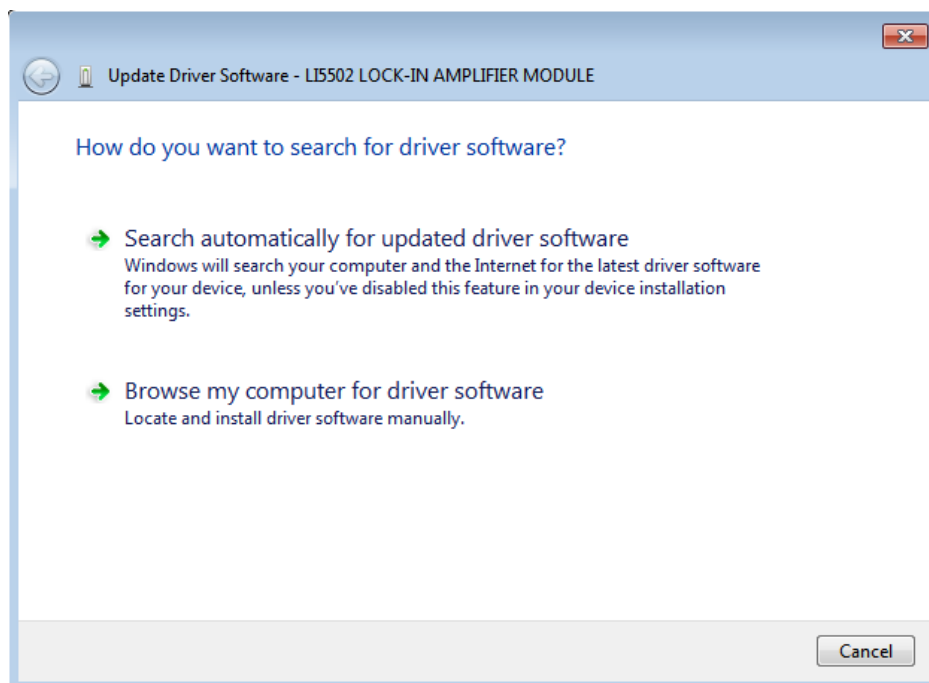 Update Driver Software - LI5502 LOCK-IN AMPLIFIER MODULE
How do you want to search for driver software?
Search automatically for updated driver software
Windows will search your computer and the Internet for the latest driver software
for your device, unless you've disabled this feature in your device installation
settings.
Browse my computer for driver software
Locate and install driver software manually.
Cancel